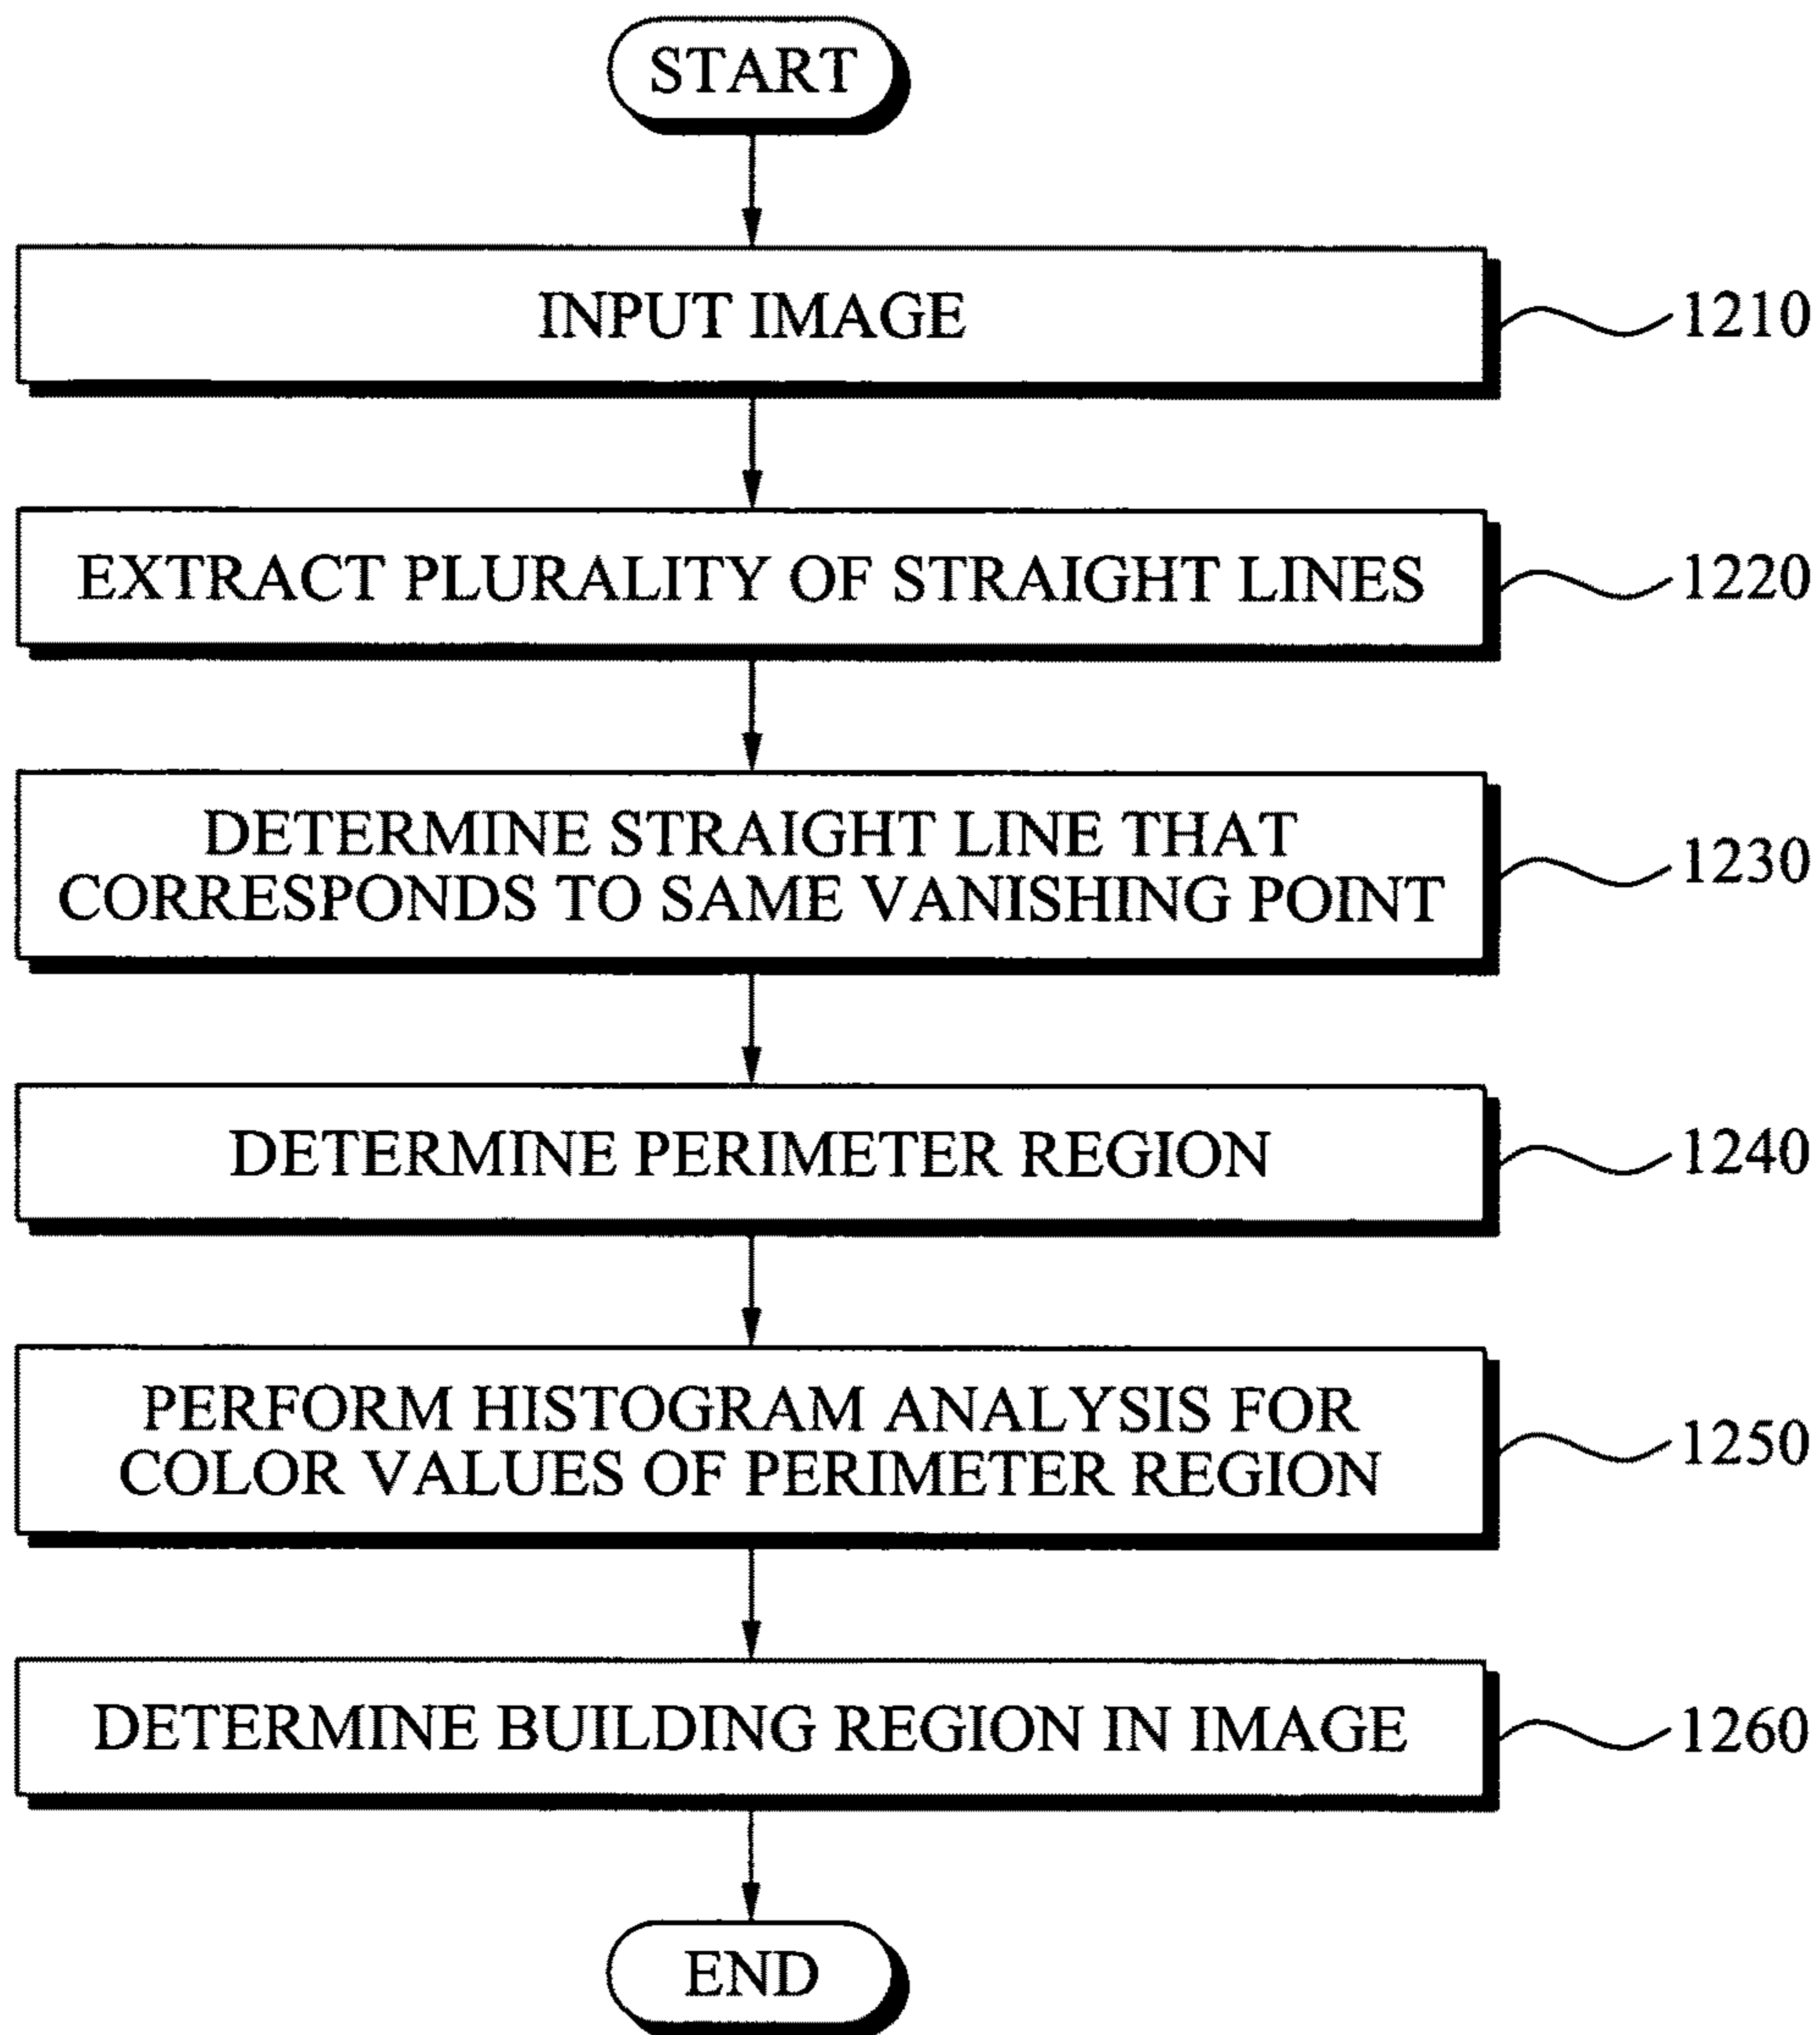 START
INPUT IMAGE
1210
EXTRACT PLURALITY OF STRAIGHT LINES
1220
DETERMINE STRAIGHT LINE THAT
CORRESPONDS TO SAME VANISHING POINT
1230
DETERMINE PERIMETER REGION
1240
PERFORM HISTOGRAM ANALYSIS FOR
COLOR VALUES OF PERIMETER REGION
1250
DETERMINE BUILDING REGION IN IMAGE
1260
END